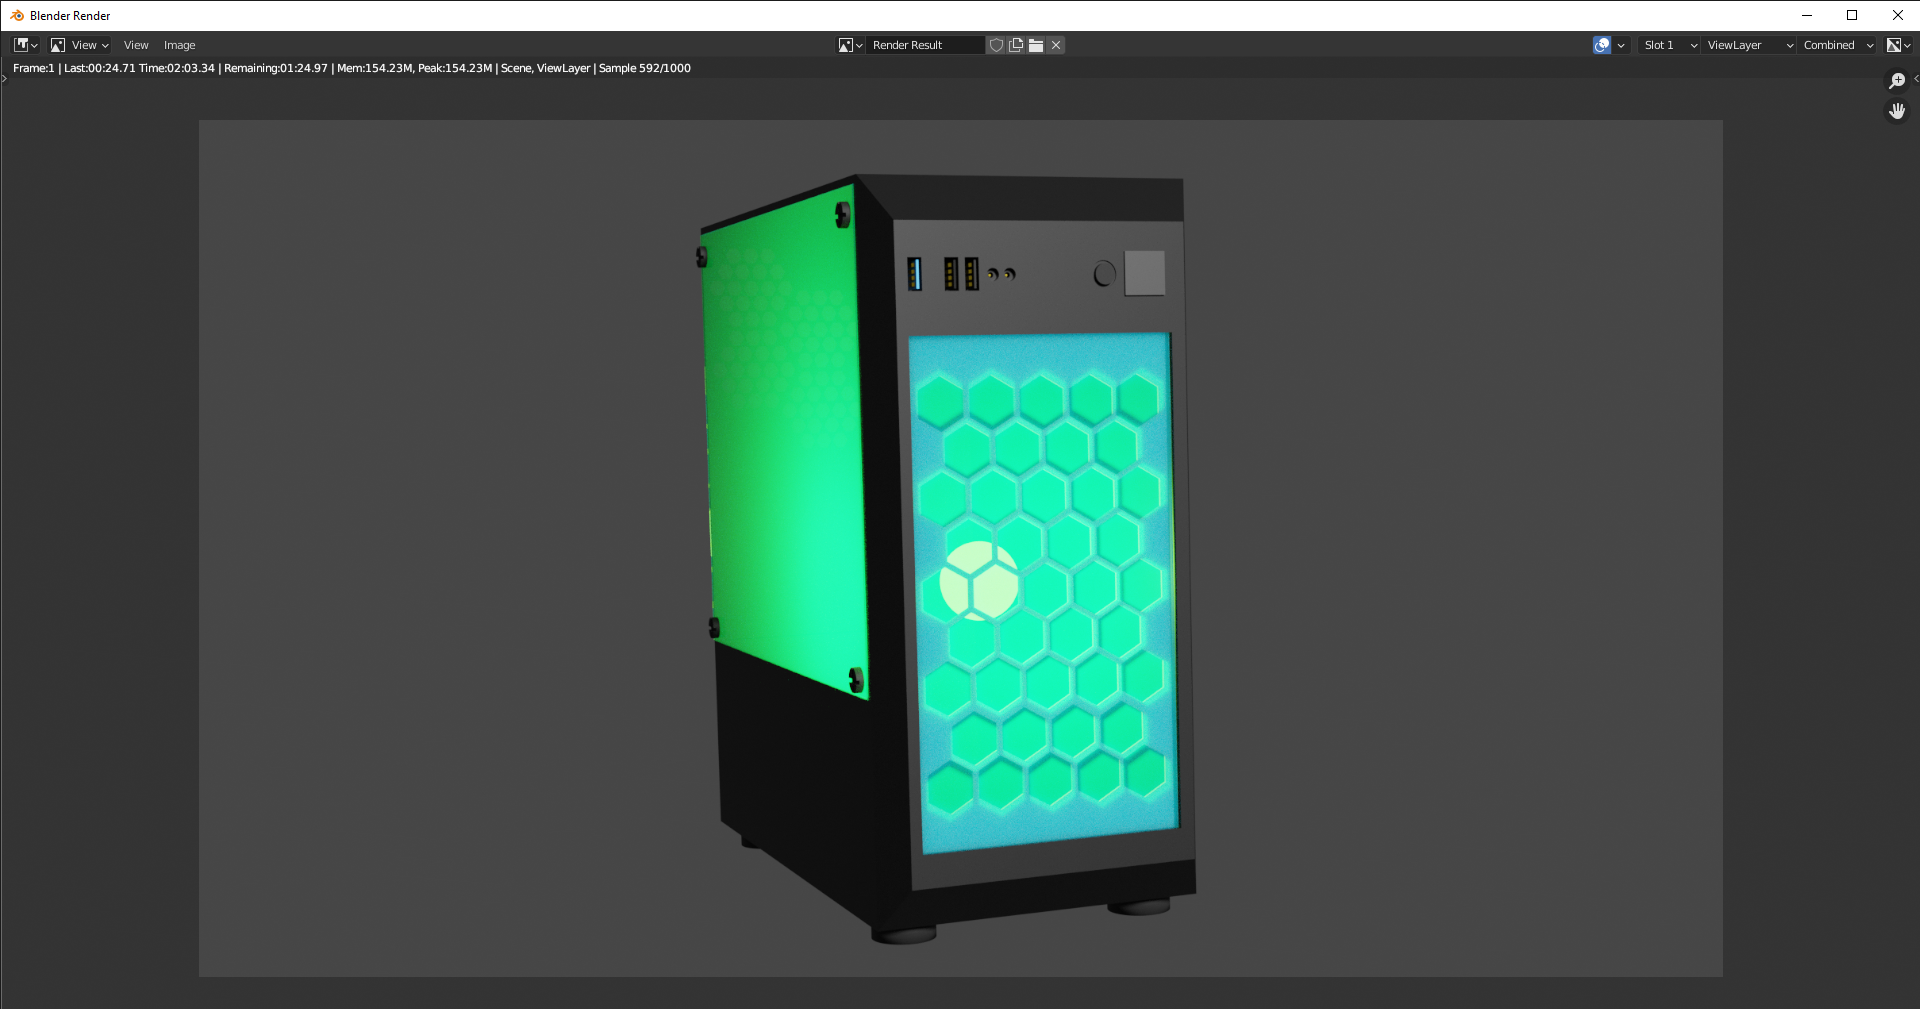 Blender Render
View View Image Render Result Slot 1 ViewLayer Combined
Frame:1 | Last:00:24.71 Time:02:03.34 | Remaining:01:24.97 | Mem:154.23M, Peak:154.23M | Scene, ViewLayer | Sample 592/1000